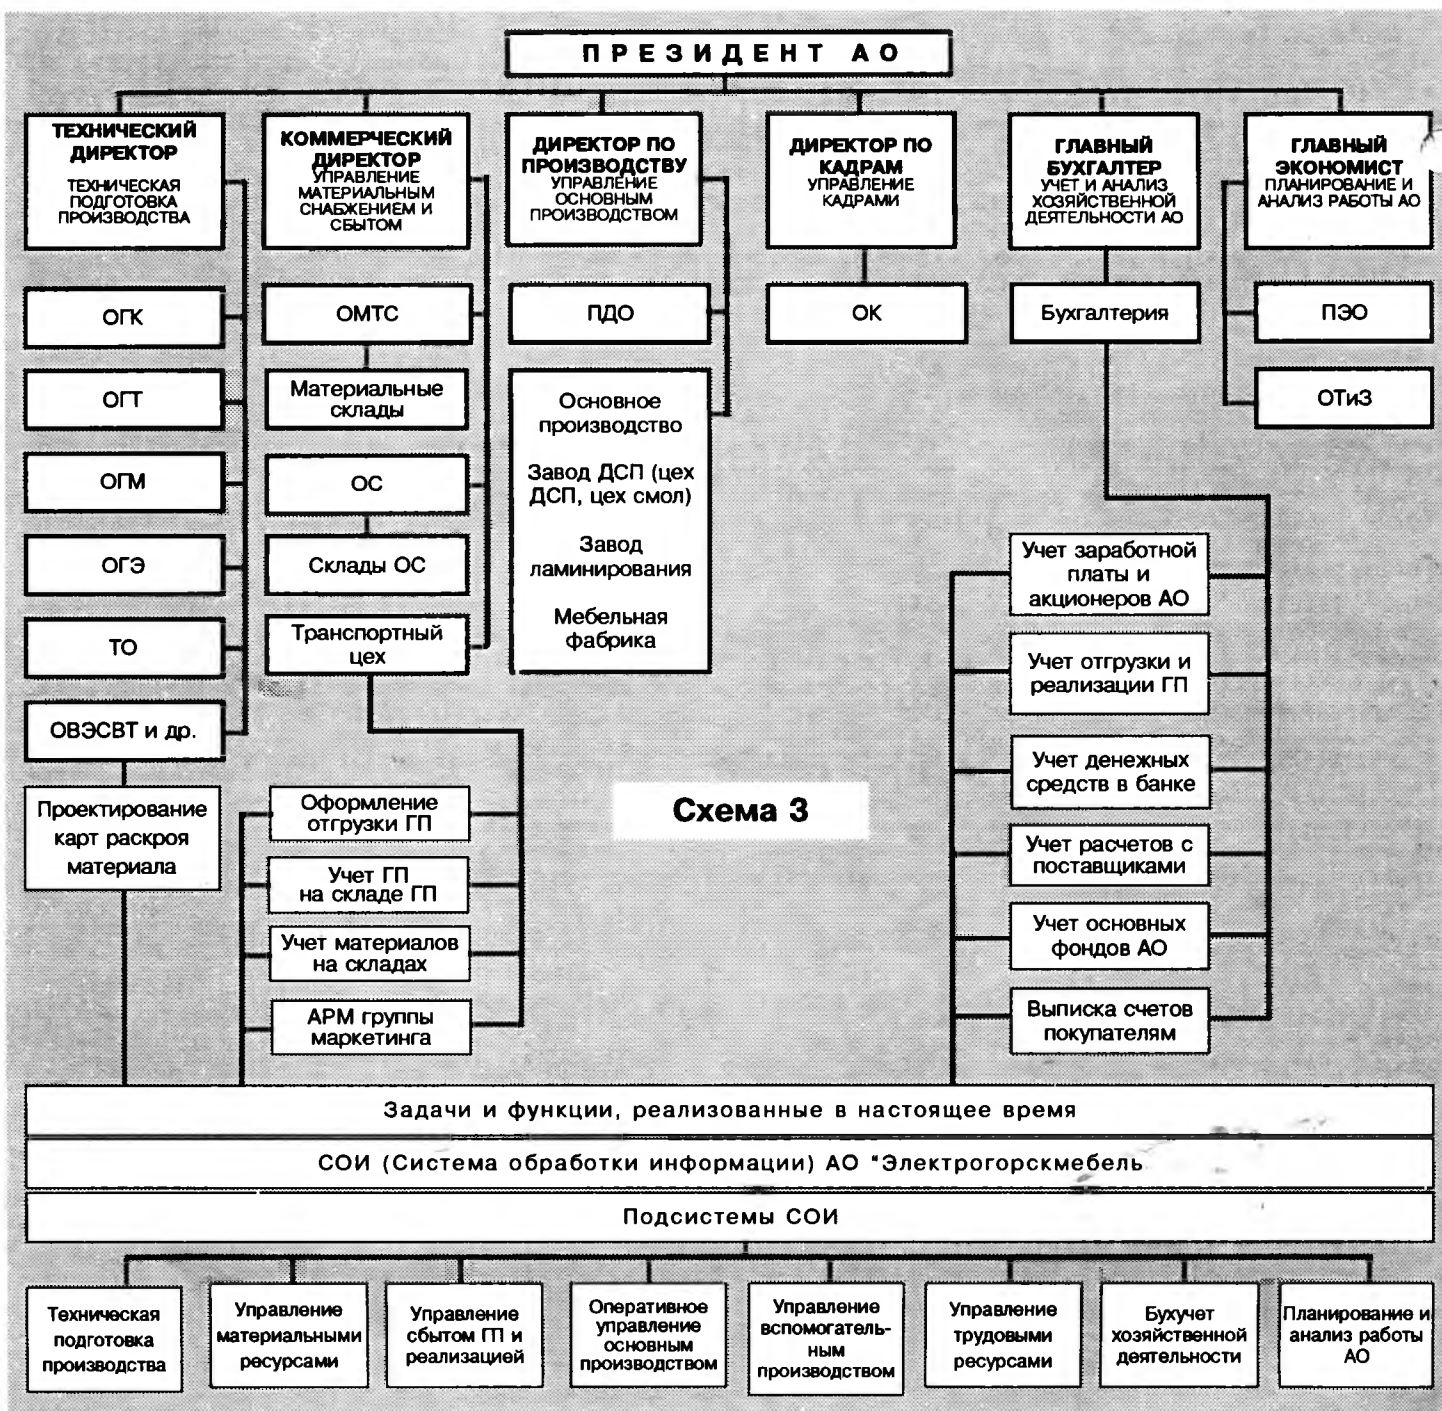 ПРЕЗИДЕНТ АО
ТЕХНИЧЕСКИЙ
ДИРЕКТОР
ТЕХНИЧЕСКАЯ
ПОДГОТОВКА
ПРОИЗВОДСТВА
КОММЕРЧЕСКИЙ
ДИРЕКТОР
УПРАВЛЕНИЕ
МАТЕРИАЛЬНЫМ
СНАБЖЕНИЕМ И
СБЫТОМ
ДИРЕКТОР ПО
ПРОИЗВОДСТВУ
УПРАВЛЕНИЕ
ОСНОВНЫМ
ПРОИЗВОДСТВОМ
ДИРЕКТОР ПО
КАДРАМ
УПРАВЛЕНИЕ
КАДРАМИ
ГЛАВНЫЙ
БУХГАЛТЕР
УЧЕТ И АНАЛИЗ
ХОЗЯЙСТВЕННОЙ
ДЕЯТЕЛЬНОСТИ АО
ГЛАВНЫЙ
ЭКОНОМИСТ
ПЛАНИРОВАНИЕ И
АНАЛИЗ РАБОТЫ АО
ОГК
ОМТС
ПДО
ОК
Бухгалтерия
ПЭО
ОГТ
Материальные
склады
Основное
производство
Завод ДСП (цех
ДСП, цех смол)
Завод
ламинирования
Мебельная
фабрика
ОТиЗ
ОГМ
ОС
ОГЭ
Склады ОС
ТО
Транспортный
цех
ОВЭСВТ и др.
Проектирование
карт раскроя
материала
Оформление
отгрузки ГП
Учет ГП
на складе ГП
Учет материалов
на складах
АРМ группы
маркетинга
Схема 3
Учет заработной
платы и
акционеров АО
Учет отгрузки и
реализации ГП
Учет денежных
средств в банке
Учет расчетов с
поставщиками
Учет основных
фондов АО
Выписка счетов
покупателям
Задачи и функции, реализованные в настоящее время
СОИ (Система обработки информации) АО "Электрогорскмебель
Подсистемы СОИ
Техническая
подготовка
производства
Управление
материальными
ресурсами
Управление
сбытом ГП и
реализацией
Оперативное
управление
основным
производством
Управление
вспомогатель-
ным
производством
Управление
трудовыми
ресурсами
Бухучет
хозяйственной
деятельности
Планирование и
анализ работы
АО